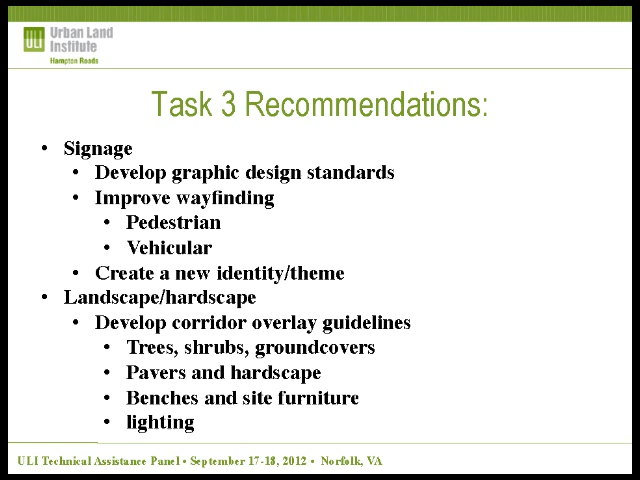 ULI Urban Land
Institute
Hampton Roads
Task 3 Recommendations:
• Signage
• Develop graphic design standards
• Improve wayfinding
• Pedestrian
• Vehicular
• Create a new identity/theme
• Landscape/hardscape
• Develop corridor overlay guidelines
• Trees, shrubs, groundcovers
• Pavers and hardscape
• Benches and site furniture
• lighting
ULI Technical Assistance Panel • September 17-18, 2012 • Norfolk, VA